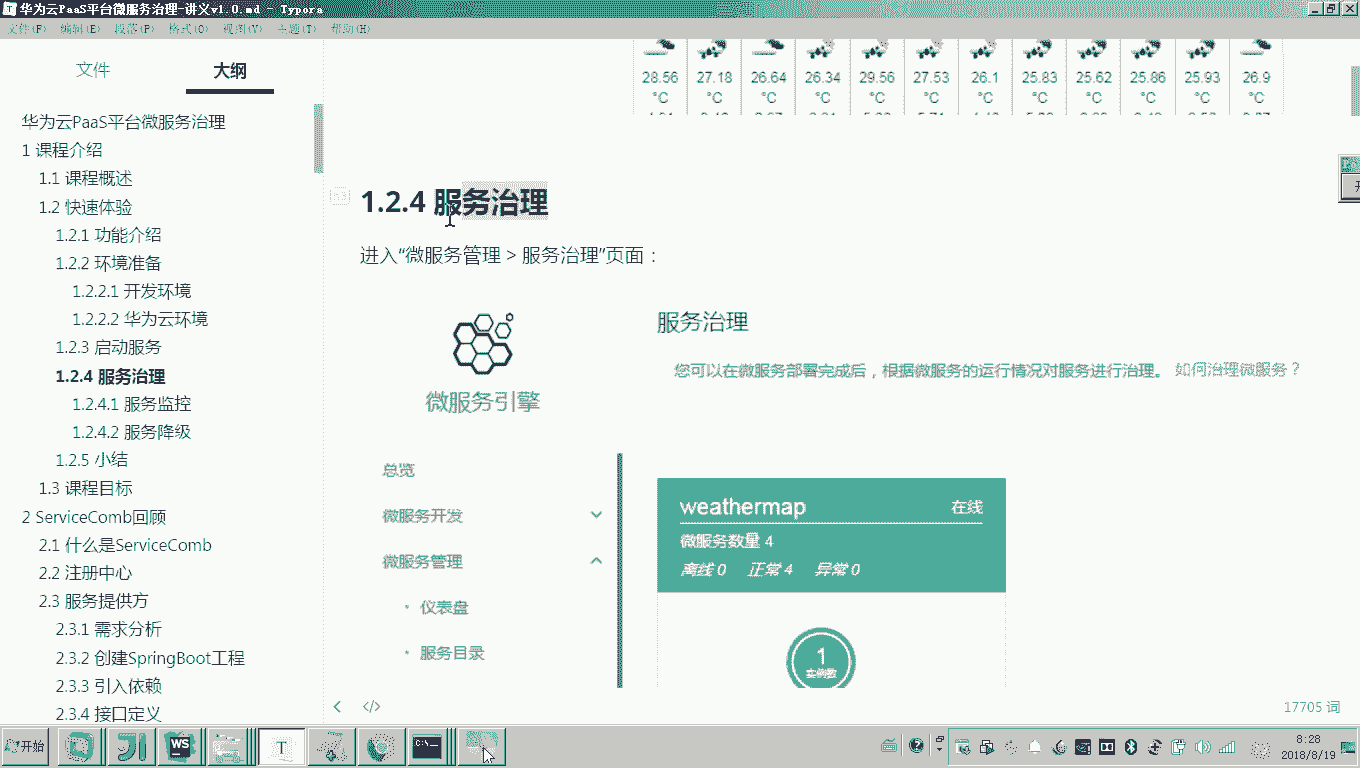 华为云PaaS平台微服务治理-讲义v1.0.md - Typora
文件(F) 编辑(E) 段落(P) 格式(O) 视图(V) 主题(T) 帮助(H)
文件 大纲
华为云PaaS平台微服务治理
1 课程介绍
1.1 课程概述
1.2 快速体验
1.2.1 功能介绍
1.2.2 环境准备
1.2.2.1 开发环境
1.2.2.2 华为云环境
1.2.3 启动服务
1.2.4 服务治理
1.2.4.1 服务监控
1.2.4.2 服务降级
1.2.5 小结
1.3 课程目标
2 ServiceComb回顾
2.1 什么是ServiceComb
2.2 注册中心
2.3 服务提供方
2.3.1 需求分析
2.3.2 创建SpringBoot工程
2.3.3 引入依赖
2.3.4 接口定义
28.56 27.18 26.64 26.34 29.56 27.53 26.1 25.83 25.62 25.86 25.93 26.9
°C °C °C °C °C °C °C °C °C °C °C °C
1.2.4 服务治理
进入“微服务管理 > 服务治理”页面：
微服务引擎
总览
微服务开发
微服务管理
· 仪表盘
· 服务目录
服务治理
您可以在微服务部署完成后，根据微服务的运行情况对服务进行治理。 如何治理微服务？
weathermap 在线
微服务数量 4
离线 0 正常 4 异常 0
1
实例数
</>
17705 词
开始
WS
T
8:28
2018/8/19